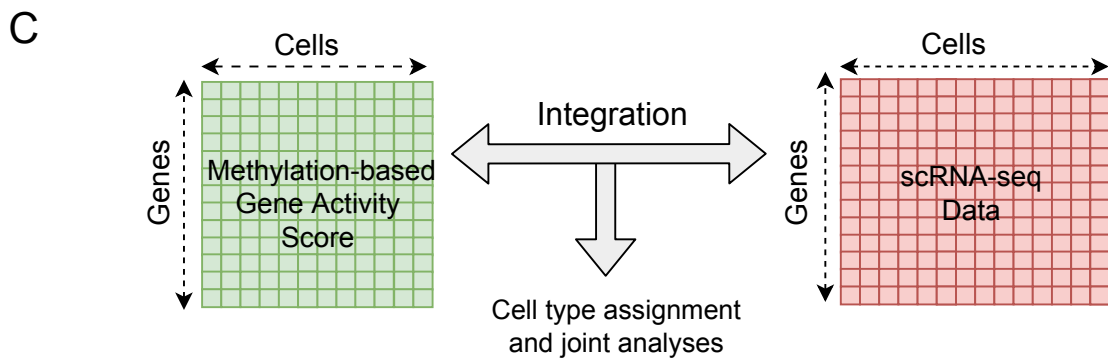 C
Cells
Genes
Methylation-based
Gene Activity
Score
Integration
Cell type assignment
and joint analyses
Cells
Genes
scRNA-seq
Data